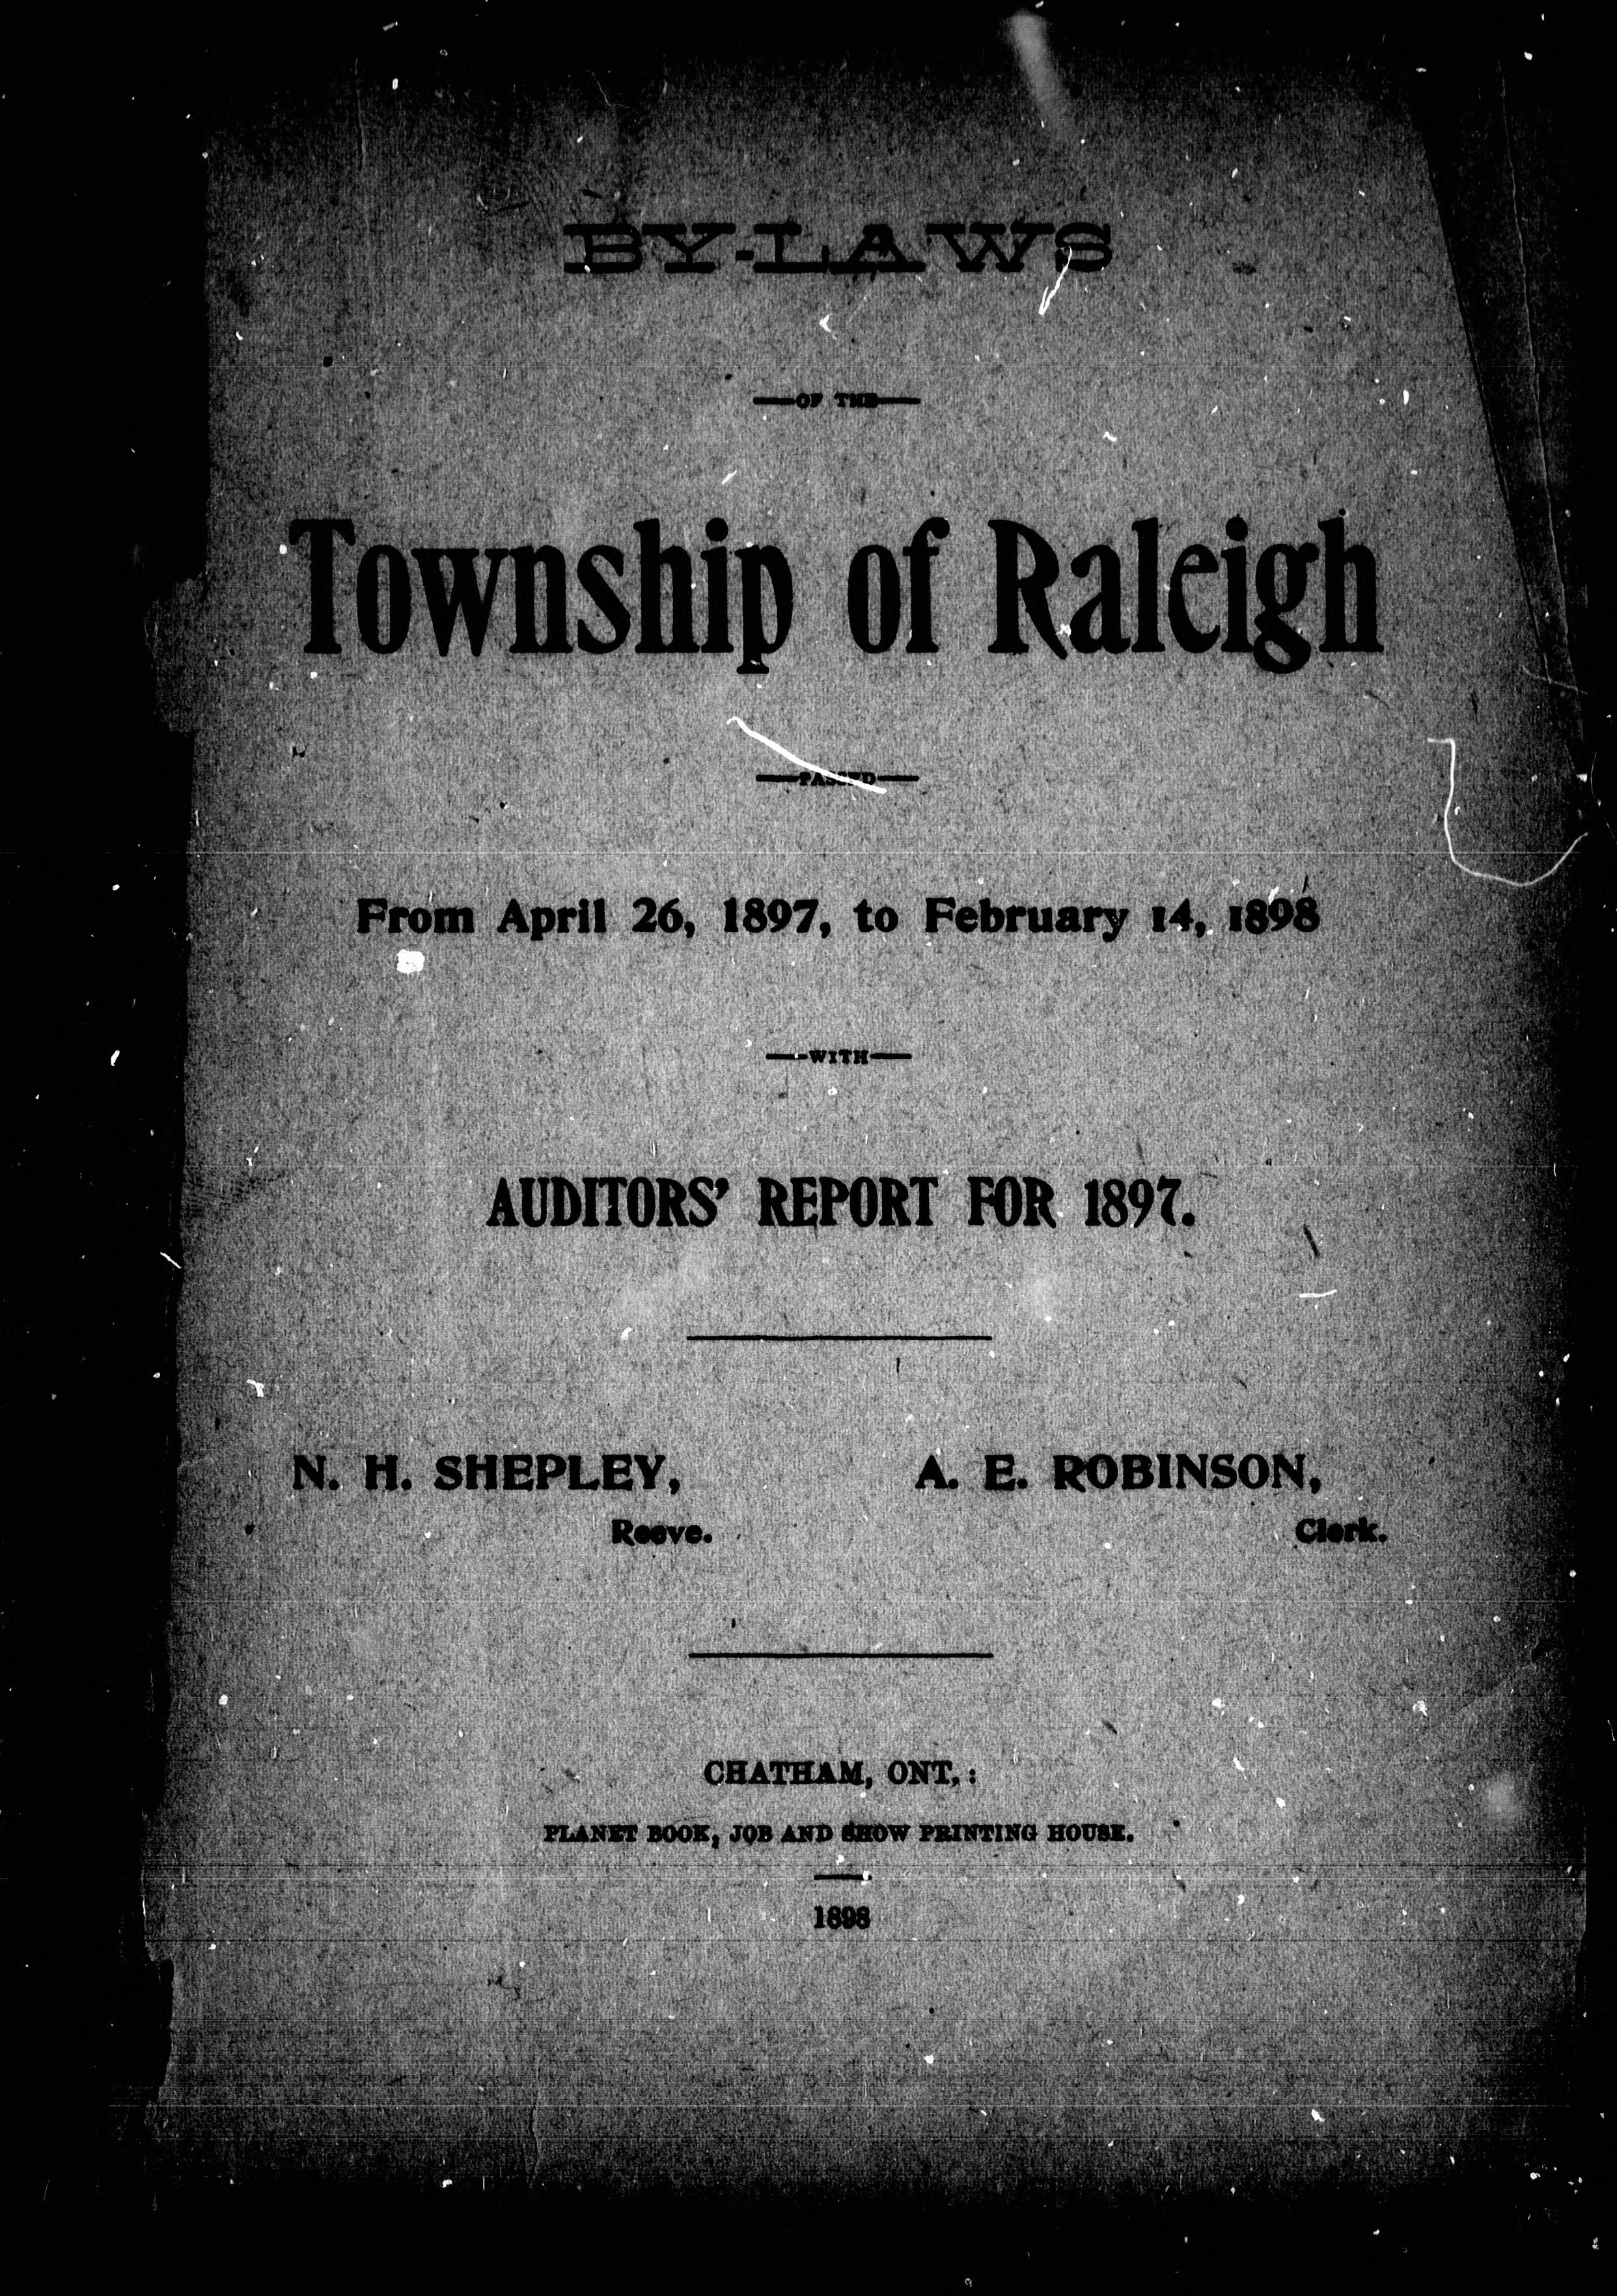 BY-LAWS
—OF THE—
Township of Raleigh
—PASSED—
From April 26, 1897, to February 14, 1898
—WITH—
AUDITORS' REPORT FOR 1897.
N. H. SHEPLEY, A. E. ROBINSON,
Reeve. Clerk.
CHATHAM, ONT,:
PLANET BOOK, JOB AND SHOW PRINTING HOUSE.
1898